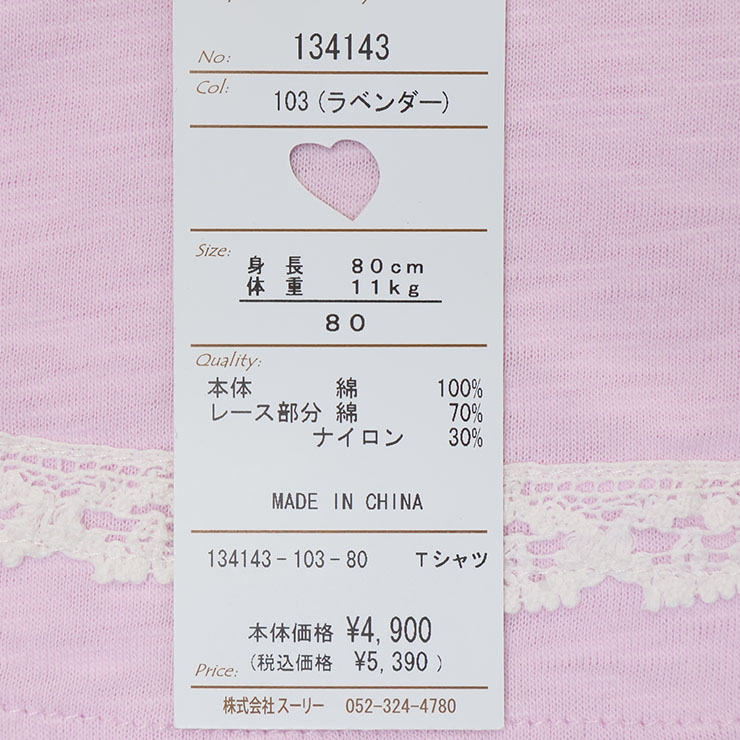 No: 134143
Col: 103(ラベンダー)
Size:
身長 80cm
体重 11kg
80
Quality:
本体 綿 100%
レース部分 綿 70%
ナイロン 30%
MADE IN CHINA
134143-103-80 Tシャツ
本体価格 ¥4,900
Price: (税込価格 ¥5,390)
株式会社スーリー 052-324-4780